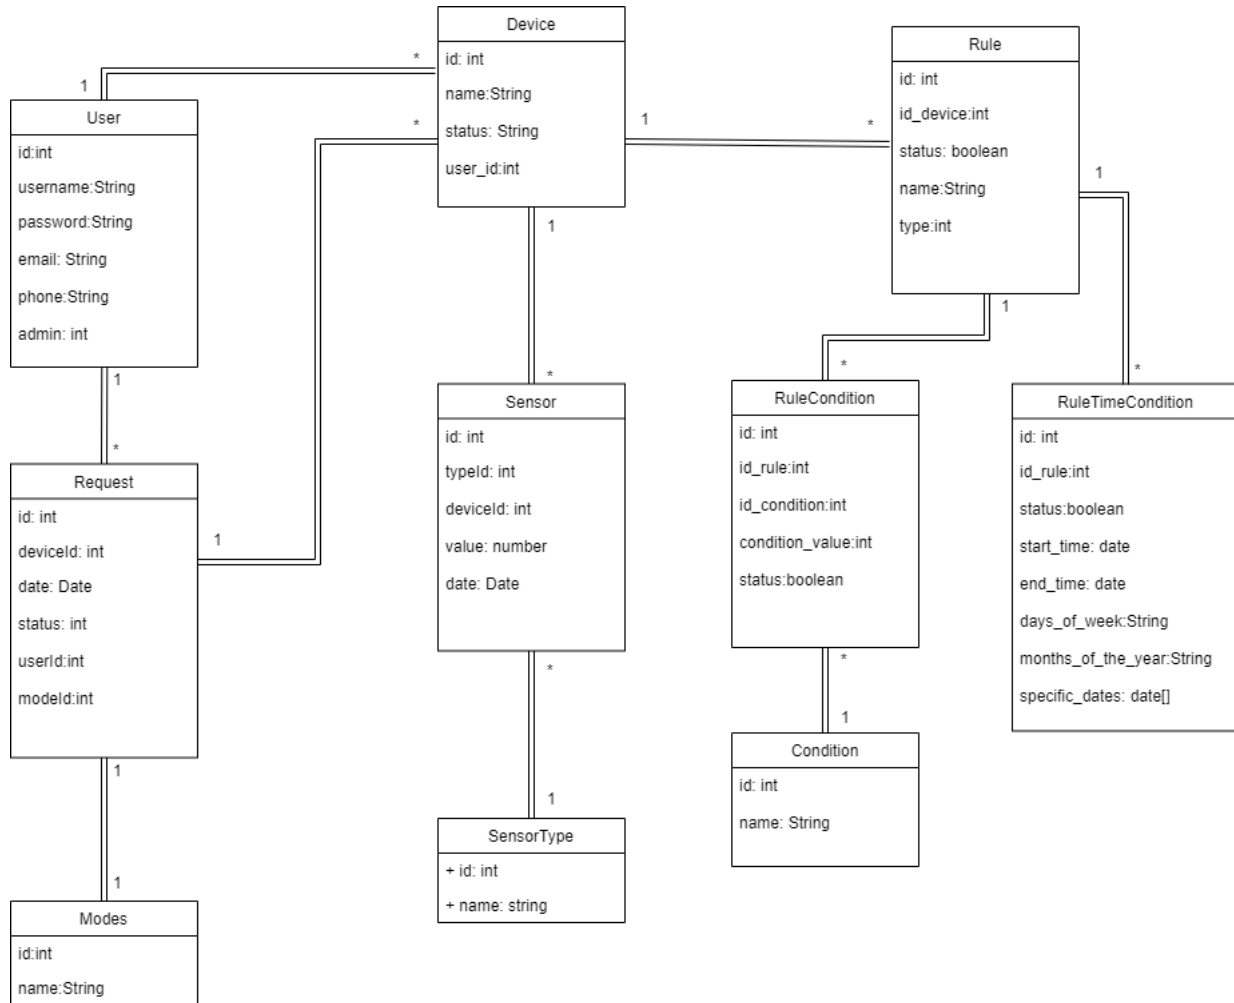 Device
id: int
name:String
status: String
user_id:int
Rule
id: int
id_device:int
status: boolean
name:String
type:int
1
*
*
1
*
User
id:int
username:String
password:String
email: String
phone:String
admin: int
1
*
1
1
1
*
*
*
*
Request
id: int
deviceId: int
date: Date
status: int
userId:int
modeId:int
1
Sensor
id: int
typeId: int
deviceId: int
value: number
date: Date
RuleCondition
id: int
id_rule:int
id_condition:int
condition_value:int
status:boolean
RuleTimeCondition
id: int
id_rule:int
status:boolean
start_time: date
end_time: date
days_of_week:String
months_of_the_year:String
specific_dates: date[]
*
*
1
1
1
1
1
SensorType
+ id: int
+ name: string
Condition
id: int
name: String
Modes
id:int
name:String